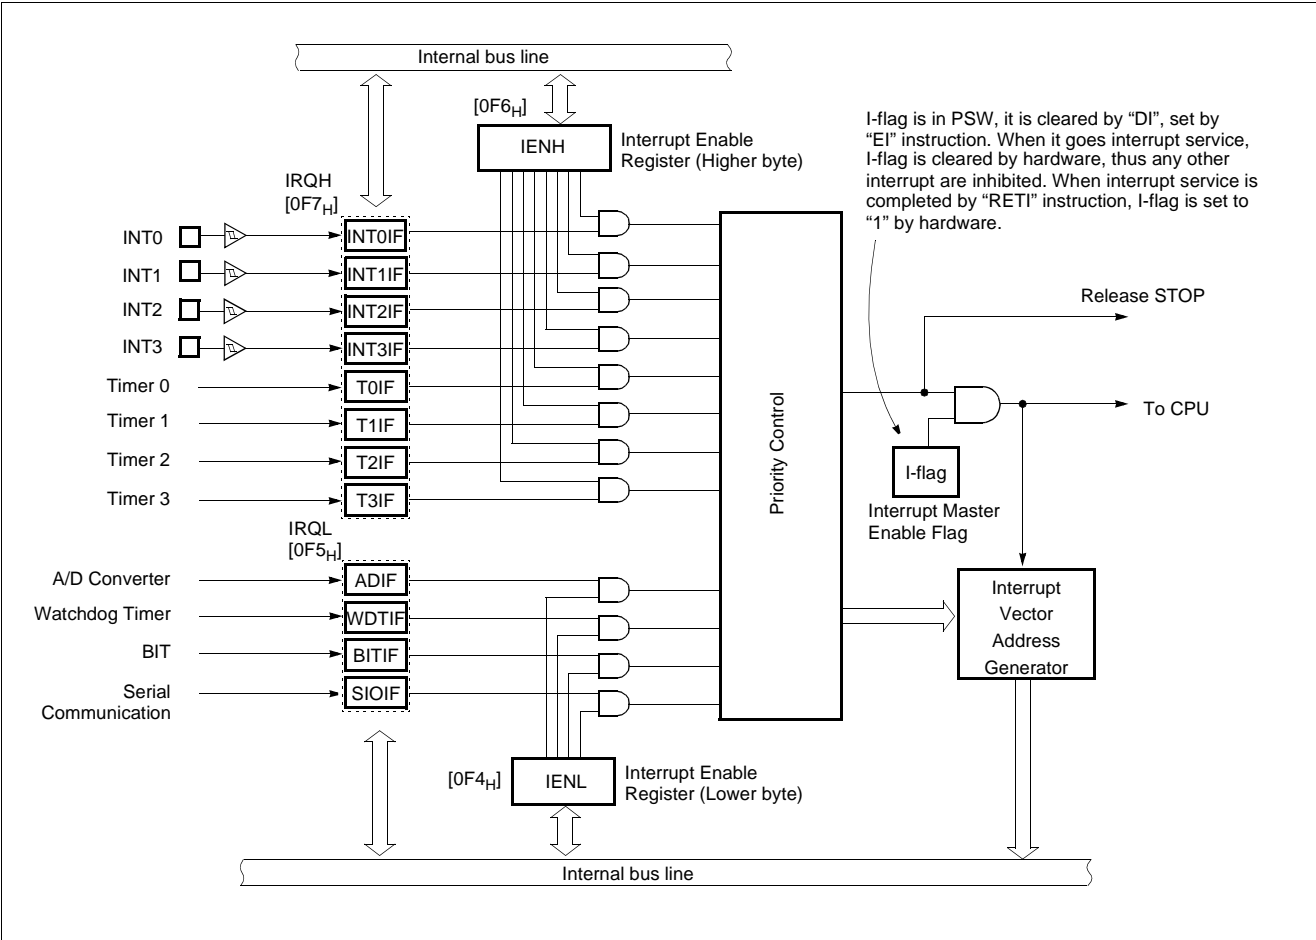 Internal bus line
[0F6H]
IENH
Interrupt Enable
Register (Higher byte)
I-flag is in PSW, it is cleared by “DI”, set by
“EI” instruction. When it goes interrupt service,
I-flag is cleared by hardware, thus any other
interrupt are inhibited. When interrupt service is
completed by “RETI” instruction, I-flag is set to
“1” by hardware.
IRQH
[0F7H]
INT0
INT0IF
INT1
INT1IF
INT2
INT2IF
INT3
INT3IF
Timer 0
T0IF
Timer 1
T1IF
Timer 2
T2IF
Timer 3
T3IF
Priority Control
Release STOP
To CPU
I-flag
Interrupt Master
Enable Flag
IRQL
[0F5H]
A/D Converter
ADIF
Watchdog Timer
WDTIF
BIT
BITIF
Serial
Communication
SIOIF
Interrupt
Vector
Address
Generator
[0F4H]
IENL
Interrupt Enable
Register (Lower byte)
Internal bus line